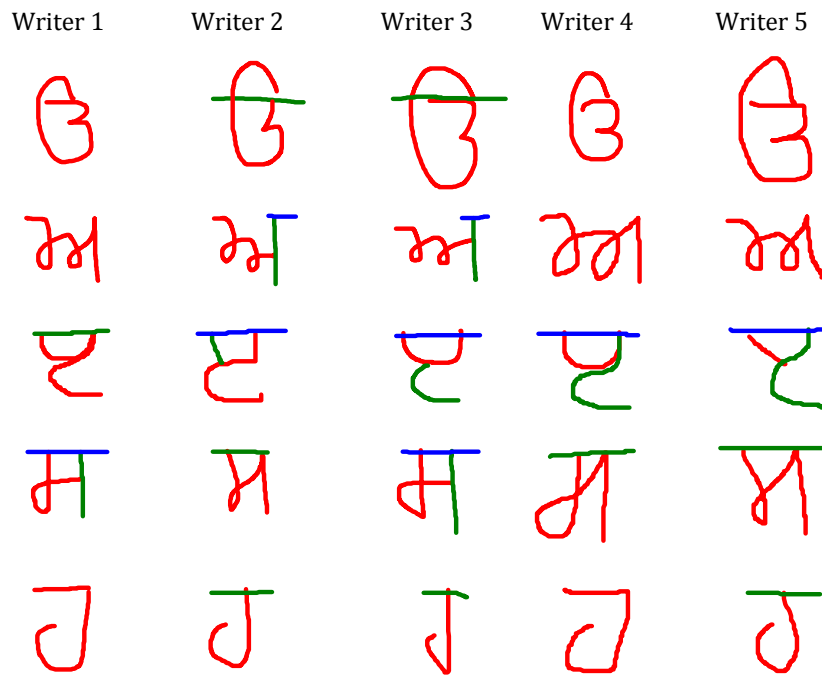 Writer 1 Writer 2 Writer 3 Writer 4 Writer 5
ੳ ੳ ੳ ੳ ੳ
ਅ ਅ ਅ ਅ ਅ
ੲ ੲ ੲ ੲ ੲ
ਸ ਸ ਸ ਸ ਸ
ਹ ਹ ਹ ਹ ਹ